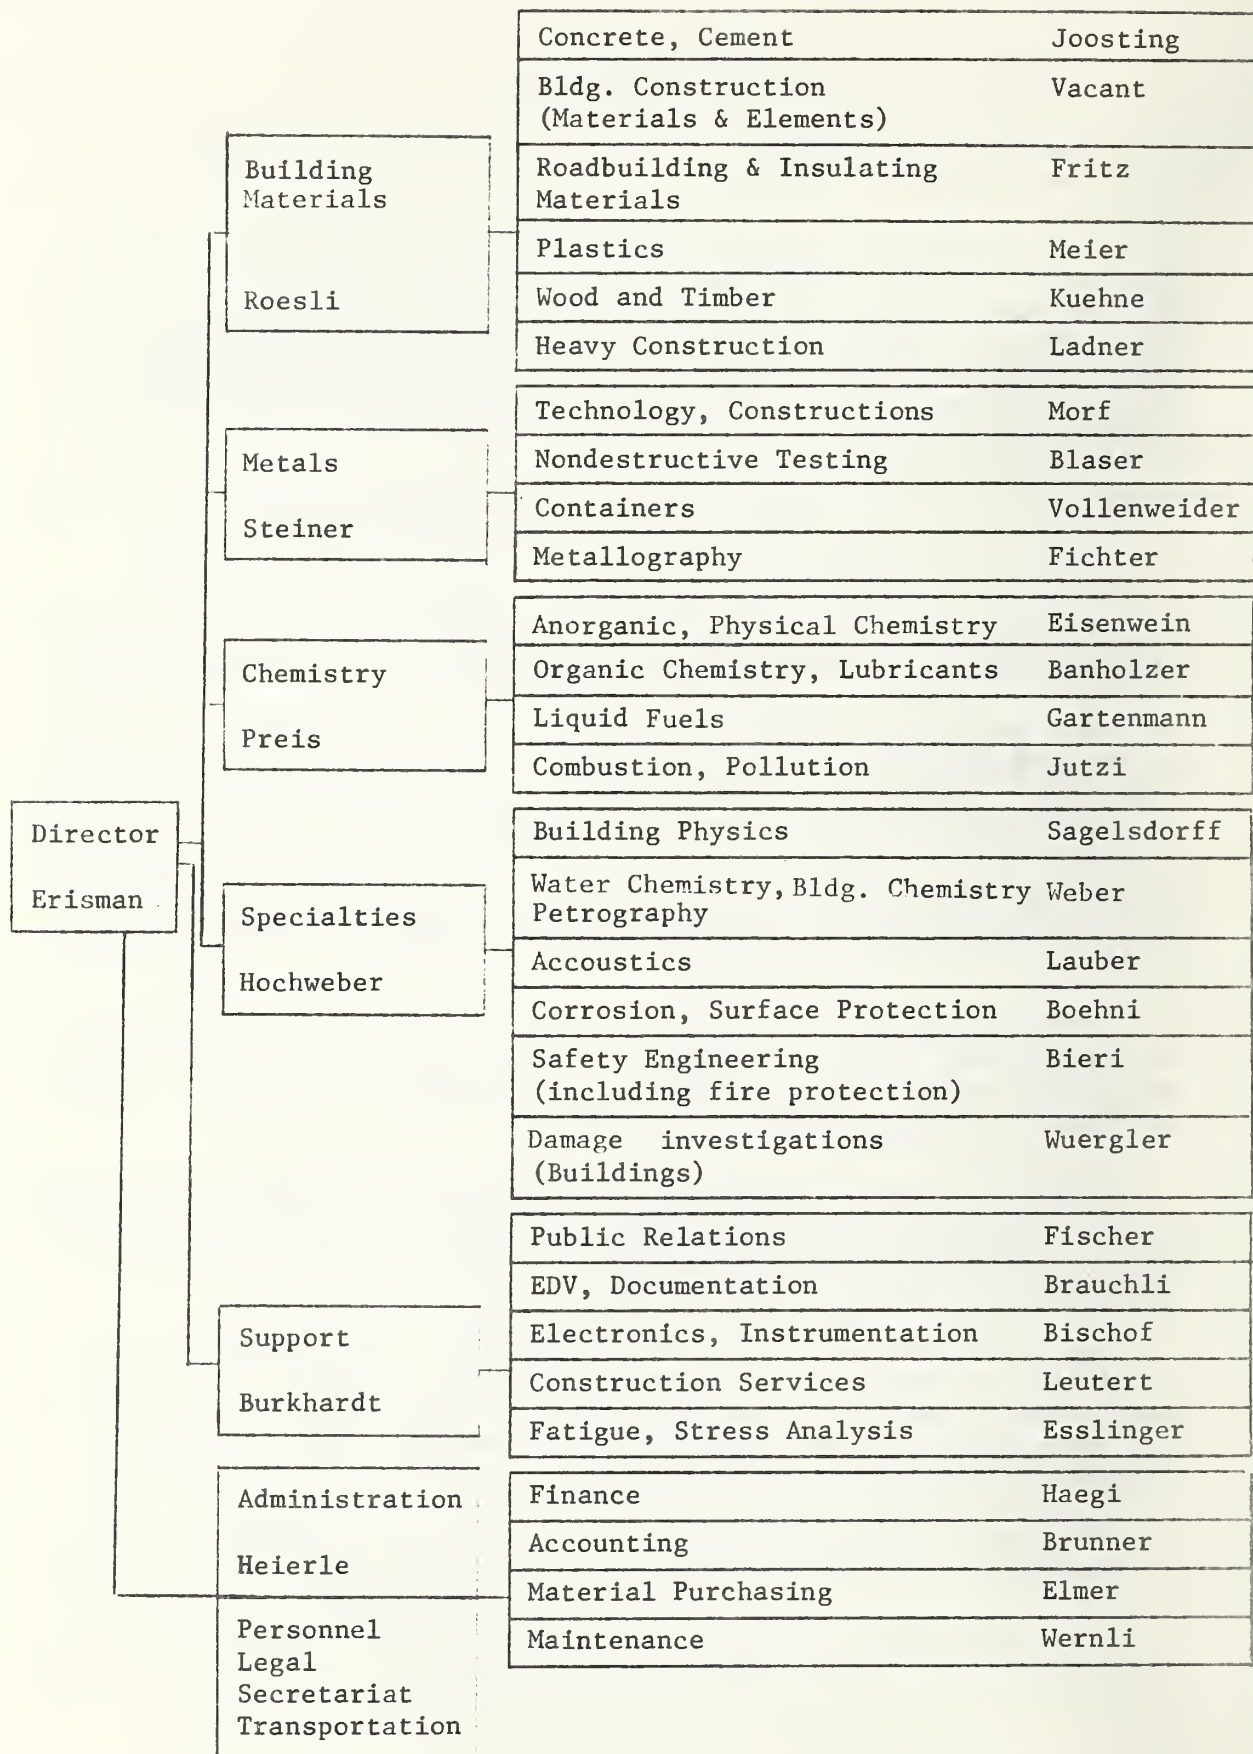 Director
Erisman
Building
Materials
Roesli
Concrete, Cement Joosting
Bldg. Construction Vacant
(Materials & Elements)
Roadbuilding & Insulating Fritz
Materials
Plastics Meier
Wood and Timber Kuehne
Heavy Construction Ladner
Metals
Steiner
Technology, Constructions Morf
Nondestructive Testing Blaser
Containers Vollenweider
Metallography Fichter
Chemistry
Preis
Anorganic, Physical Chemistry Eisenwein
Organic Chemistry, Lubricants Banholzer
Liquid Fuels Gartenmann
Combustion, Pollution Jutzi
Specialties
Hochweber
Building Physics Sagelsdorff
Water Chemistry, Bldg. Chemistry Weber
Petrography
Accoustics Lauber
Corrosion, Surface Protection Boehni
Safety Engineering Bieri
(including fire protection)
Damage investigations Wuergler
(Buildings)
Support
Burkhardt
Public Relations Fischer
EDV, Documentation Brauchli
Electronics, Instrumentation Bischof
Construction Services Leutert
Fatigue, Stress Analysis Esslinger
Administration
Heierle
Personnel
Legal
Secretariat
Transportation
Finance Haegi
Accounting Brunner
Material Purchasing Elmer
Maintenance Wernli